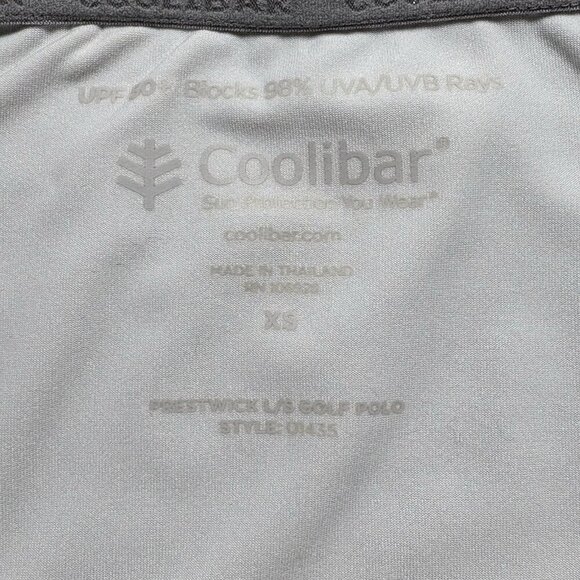 COOLIBAR
UPF 50+ Blocks 98% UVA/UVB Rays
Coolibar®
Sun Protection You Wear®
coolibar.com
MADE IN THAILAND
XS
PRESTWICK L/S GOLF POLO
STYLE: 01435